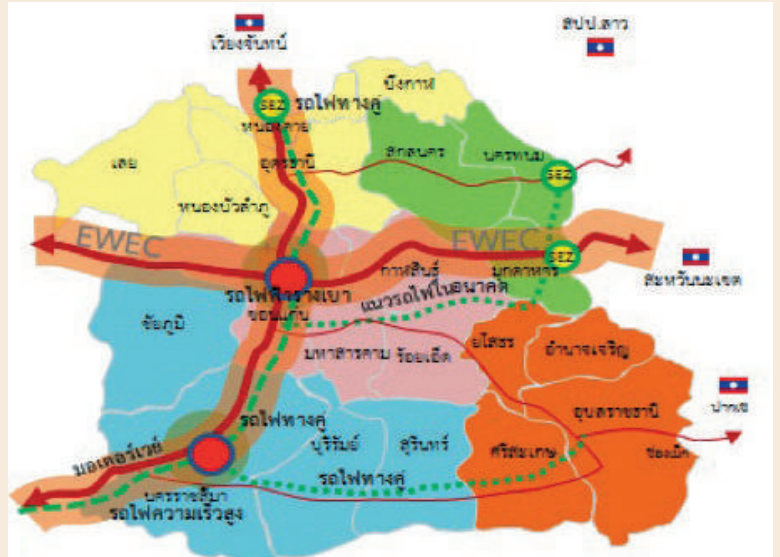 เวียงจันทน์
สปป.ลาว
บึงกาฬ
SEZ
รถไฟทางคู่
หนองคาย
เลย
อุดรธานี
สกลนคร
นครพนม
SEZ
หนองบัวลำภู
EWEC
EWEC
SEZ
กาฬสินธุ์
มุกดาหาร
สะหวันนะเขต
รถไฟฟ้ารางเบา
ขอนแก่น
แนวรถไฟในอนาคต
ชัยภูมิ
มหาสารคาม
ร้อยเอ็ด
ยโสธร
อำนาจเจริญ
ปากเซ
รถไฟทางคู่
อุบลราชธานี
บุรีรัมย์
สุรินทร์
ศรีสะเกษ
ช่องเม็ก
มอเตอร์เวย์
รถไฟทางคู่
นครราชสีมา
รถไฟความเร็วสูง